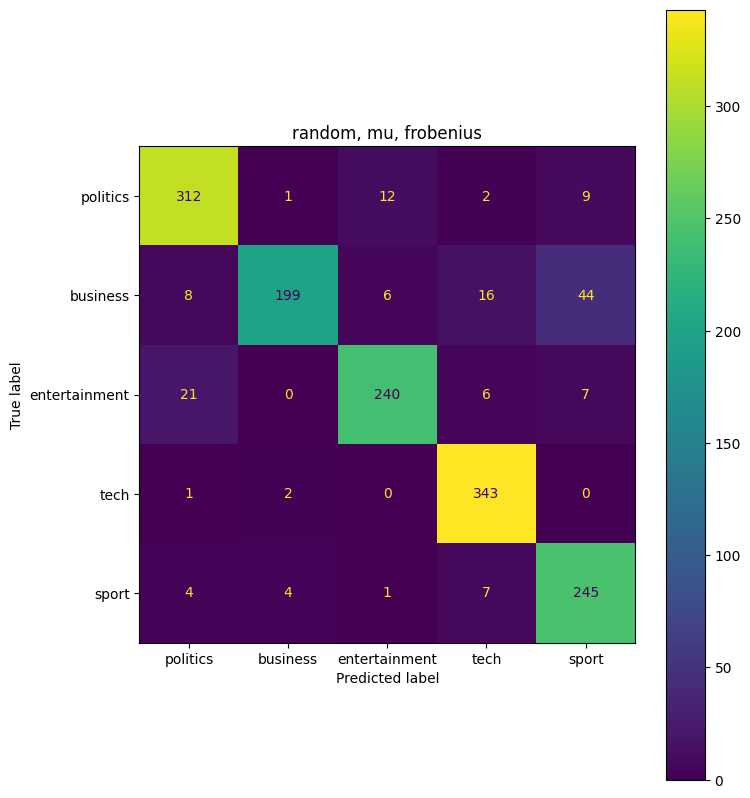 random, mu, frobenius
True label
politics 312 1 12 2 9
business 8 199 6 16 44
entertainment 21 0 240 6 7
tech 1 2 0 343 0
sport 4 4 1 7 245
politics business entertainment tech sport
Predicted label
300
250
200
150
100
50
0